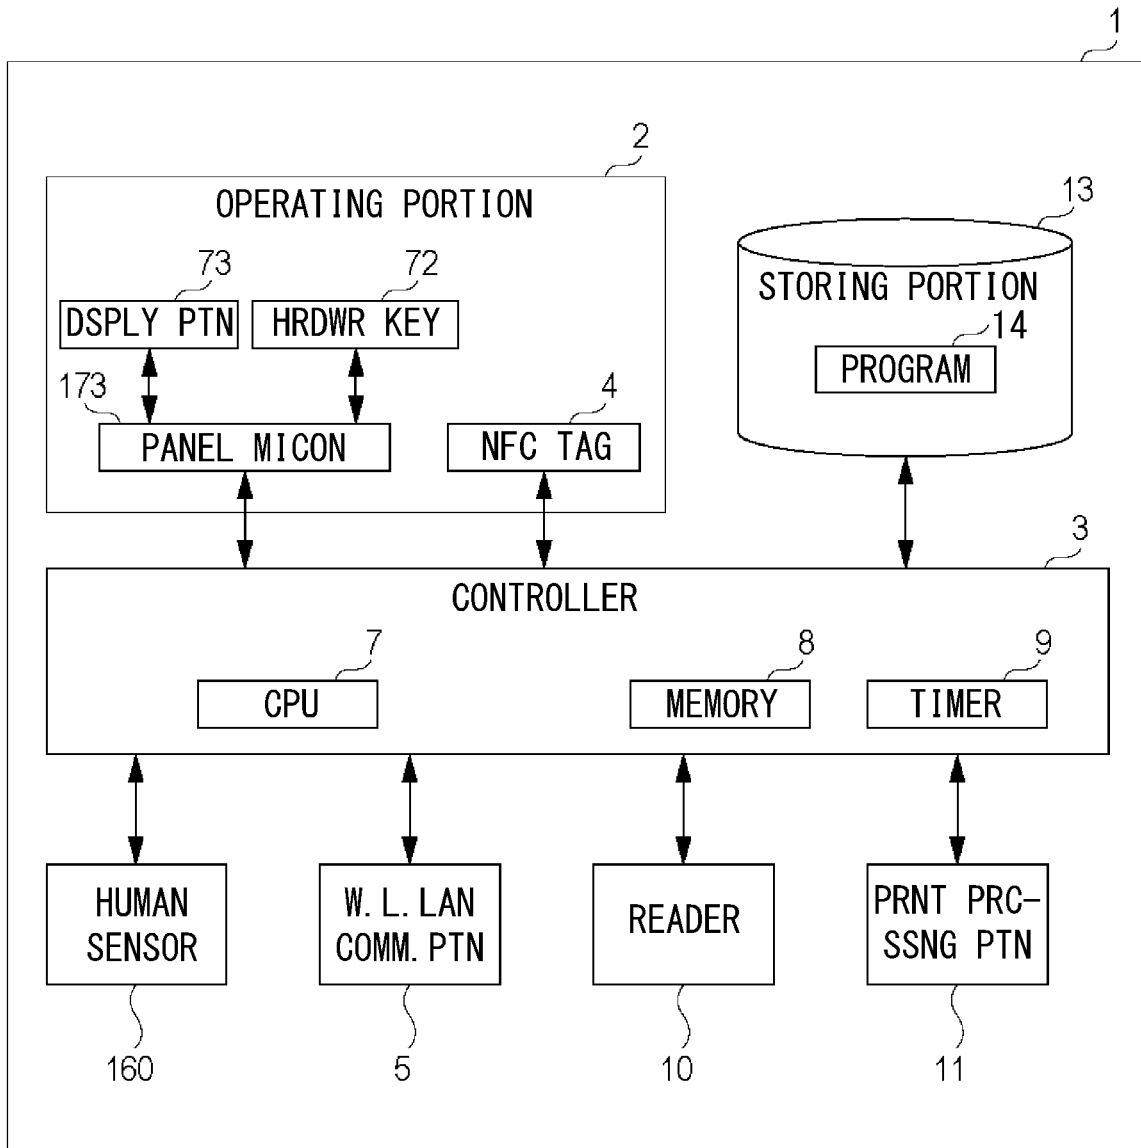 1
2
OPERATING PORTION
13
73
72
STORING PORTION
DSPLY PTN
HRDWR KEY
14
PROGRAM
173
4
PANEL MICON
NFC TAG
3
CONTROLLER
7
8
9
CPU
MEMORY
TIMER
HUMAN
SENSOR
W.L.LAN
COMM.PTN
READER
PRNT PRC-
SSNG PTN
160
5
10
11